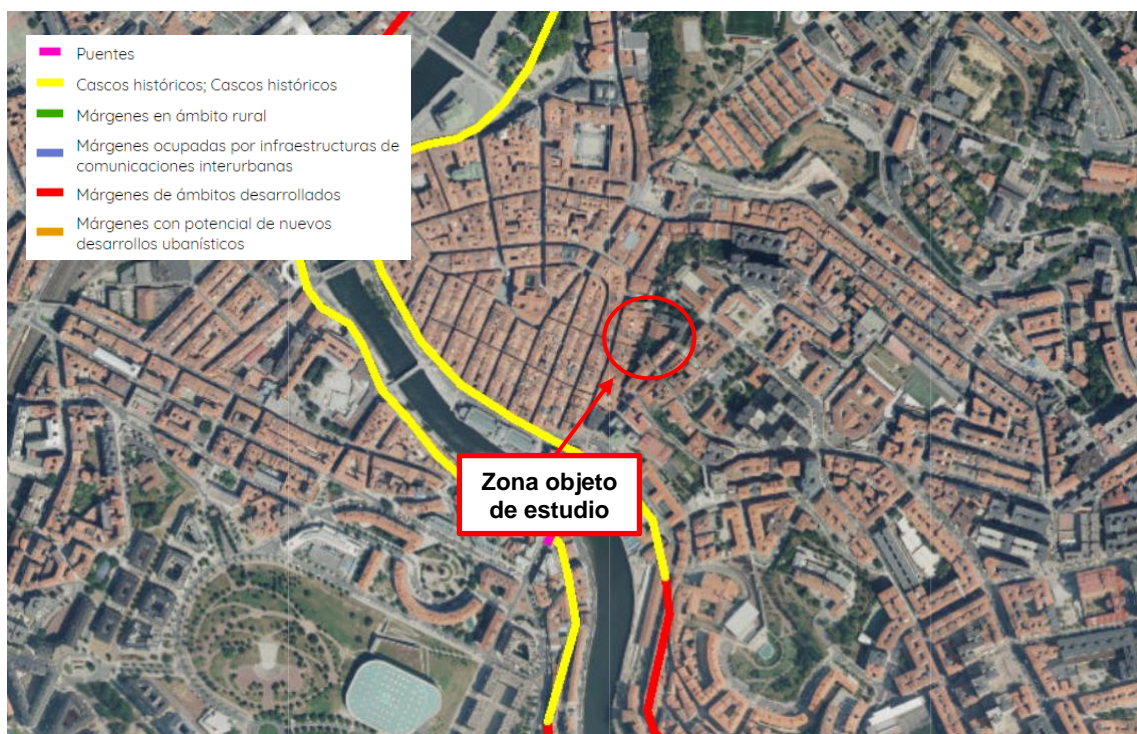 Puentes
Cascos históricos; Cascos históricos
Márgenes en ámbito rural
Márgenes ocupadas por infraestructuras de
comunicaciones interurbanas
Márgenes de ámbitos desarrollados
Márgenes con potencial de nuevos
desarrollos ubanísticos
Zona objeto
de estudio